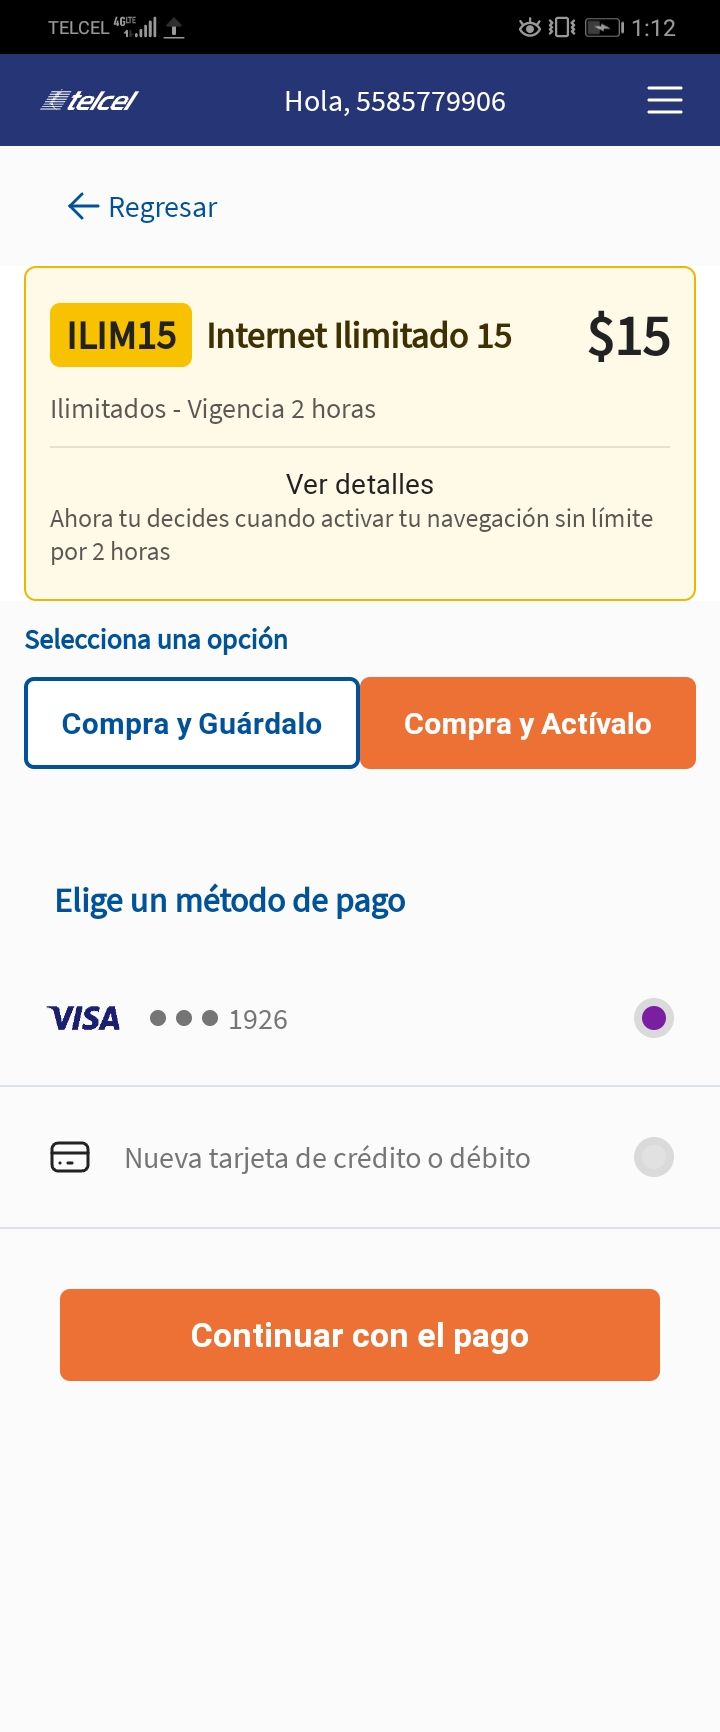 TELCEL 4G LTE 1:12
telcel Hola, 5585779906
Regresar
ILIM15 Internet Ilimitado 15 $15
Ilimitados - Vigencia 2 horas
Ver detalles
Ahora tu decides cuando activar tu navegación sin límite
por 2 horas
Selecciona una opción
Compra y Guárdalo Compra y Actívalo
Elige un método de pago
VISA 1926
Nueva tarjeta de crédito o débito
Continuar con el pago